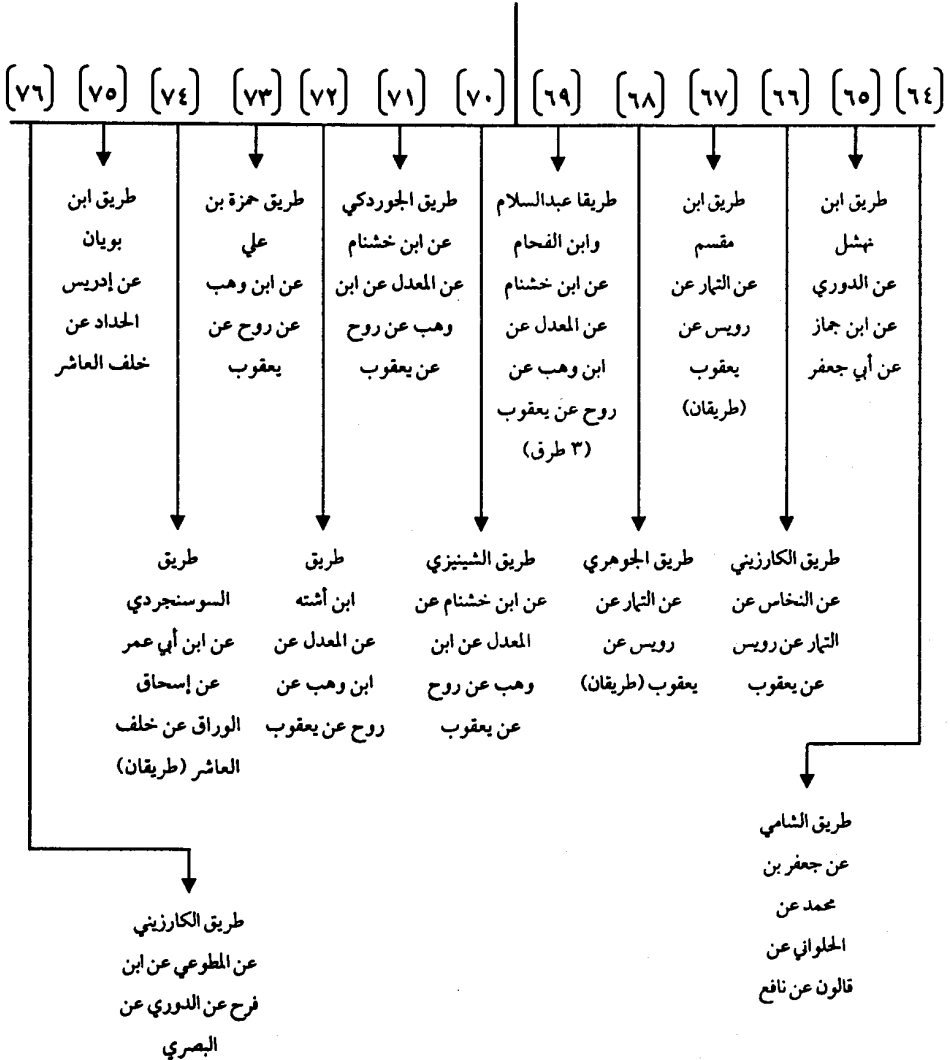 (٦٤) (٦٥) (٦٦) (٦٧) (٦٨) (٦٩) (٧٠) (٧١) (٧٢) (٧٣) (٧٤) (٧٥) (٧٦)
طريق ابن
نهشل
عن الدوري
عن ابن جماز
عن أبي جعفر
طريق ابن
مقسم
عن التمار عن
رويس عن
يعقوب
(طريقان)
طريقا عبدالسلام
وابن الفحام
عن ابن خشنام
عن المعدل عن
ابن وهب عن
روح عن يعقوب
(٣ طرق)
طريق الجوردكي
عن ابن خشنام
عن المعدل عن ابن
وهب عن روح
عن يعقوب
طريق حمزة بن
علي
عن ابن وهب
عن روح عن
يعقوب
طريق ابن
بويان
عن إدريس
الحداد عن
خلف العاشر
طريق الكارزيني
عن النخاس عن
التمار عن رويس
عن يعقوب
طريق الجوهري
عن التمار عن
رويس عن
يعقوب (طريقان)
طريق الشينيزي
عن ابن خشنام عن
المعدل عن ابن
وهب عن روح
عن يعقوب
طريق
ابن أشته
عن المعدل عن
ابن وهب عن
روح عن يعقوب
طريق
السوسنجردي
عن ابن أبي عمر
عن إسحاق
الوراق عن خلف
العاشر (طريقان)
طريق الشامي
عن جعفر بن
محمد عن
الحلواني عن
قالون عن نافع
طريق الكارزيني
عن المطوعي عن ابن
فرح عن الدوري عن
البصري